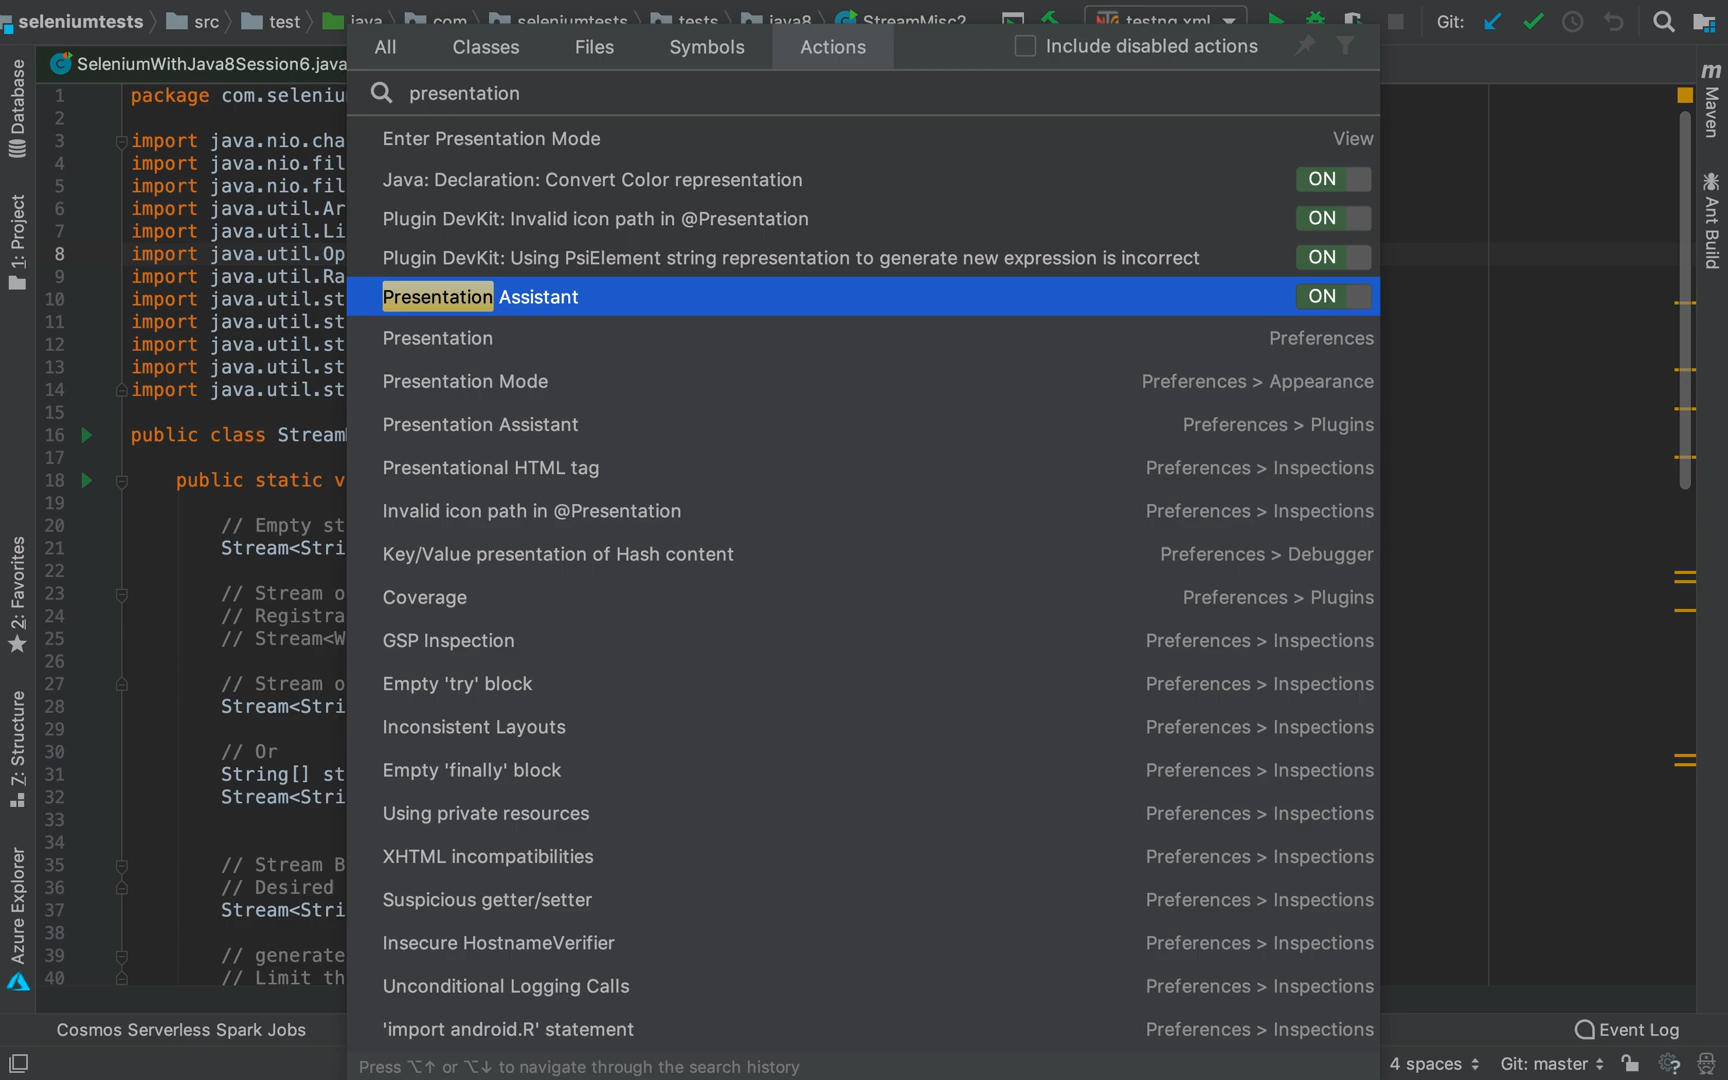 seleniumtests src test java com seleniumtests tests java8 StreamMisc2 testng.xml Git:
SeleniumWithJava8Session6.java
All Classes Files Symbols Actions Include disabled actions
presentation
Enter Presentation Mode View
Java: Declaration: Convert Color representation ON
Plugin DevKit: Invalid icon path in @Presentation ON
Plugin DevKit: Using PsiElement string representation to generate new expression is incorrect ON
Presentation Assistant ON
Presentation Preferences
Presentation Mode Preferences > Appearance
Presentation Assistant Preferences > Plugins
Presentational HTML tag Preferences > Inspections
Invalid icon path in @Presentation Preferences > Inspections
Key/Value presentation of Hash content Preferences > Debugger
Coverage Preferences > Plugins
GSP Inspection Preferences > Inspections
Empty 'try' block Preferences > Inspections
Inconsistent Layouts Preferences > Inspections
Empty 'finally' block Preferences > Inspections
Using private resources Preferences > Inspections
XHTML incompatibilities Preferences > Inspections
Suspicious getter/setter Preferences > Inspections
Insecure HostnameVerifier Preferences > Inspections
Unconditional Logging Calls Preferences > Inspections
'import android.R' statement Preferences > Inspections
Press ⌥↑ or ⌥↓ to navigate through the search history
1 package com.seleniu
2
3 import java.nio.cha
4 import java.nio.fil
5 import java.nio.fil
6 import java.util.Ar
7 import java.util.Li
8 import java.util.Op
9 import java.util.Ra
10 import java.util.st
11 import java.util.st
12 import java.util.st
13 import java.util.st
14 import java.util.st
15
16 public class Stream
17
18 public static v
19
20 // Empty st
21 Stream<Stri
22
23 // Stream o
24 // Registra
25 // Stream<W
26
27 // Stream o
28 Stream<Stri
29
30 // Or
31 String[] st
32 Stream<Stri
33
34
35 // Stream B
36 // Desired
37 Stream<Stri
38
39 // generate
40 // Limit th
Database
1: Project
2: Favorites
7: Structure
Azure Explorer
m Maven
Ant Build
Cosmos Serverless Spark Jobs Event Log
4 spaces Git: master